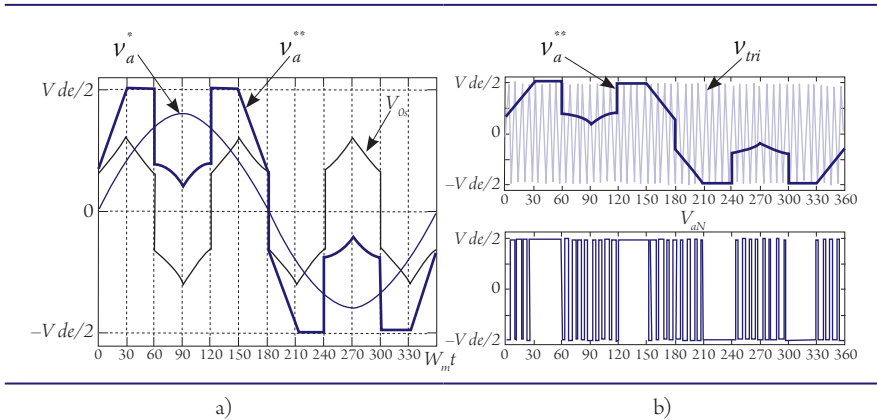 v*a
v**a
V de/2
V0s
0
–V de/2
0 30 60 90 120 150 180 210 240 270 300 330
Wmt
a)
v**a
vtri
V de/2
0
–V de/2
0 30 60 90 120 150 180 210 240 270 300 330 360
VaN
V de/2
0
–V de/2
0 30 60 90 120 150 180 210 240 270 300 330 360
b)